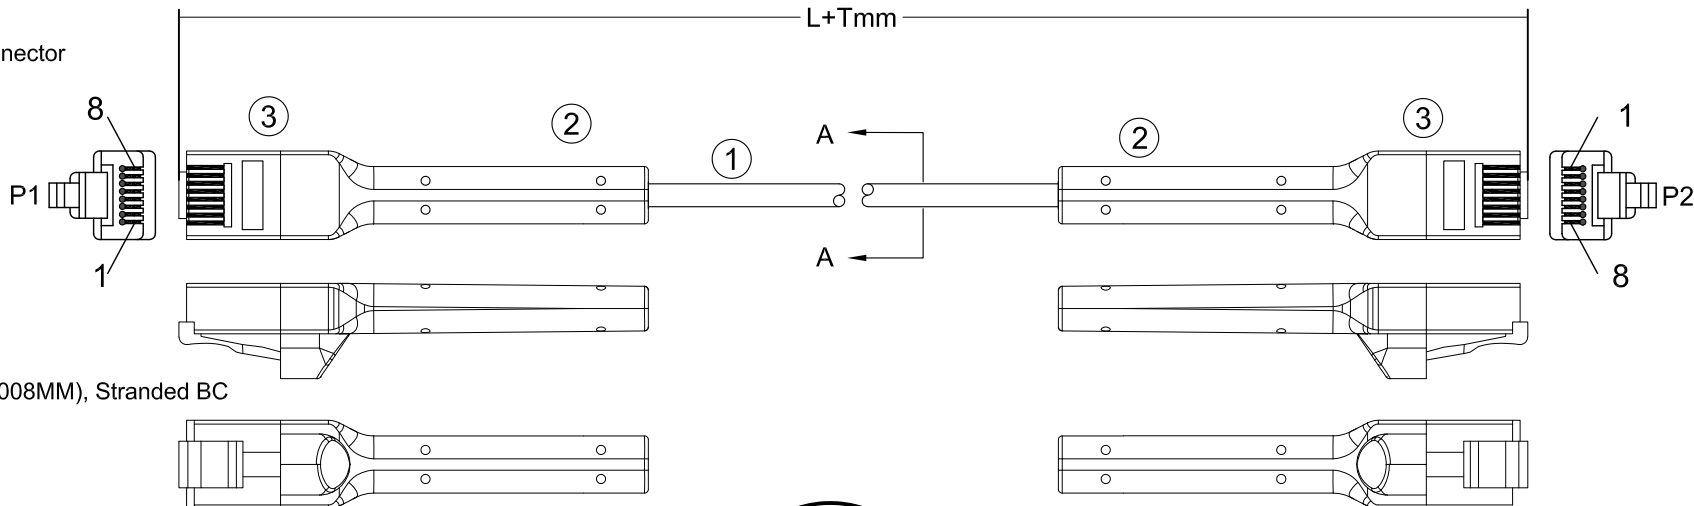 L+Tmm
nector
8
3
2
1
A
2
3
1
P1
P2
1
A
8
008MM), Stranded BC